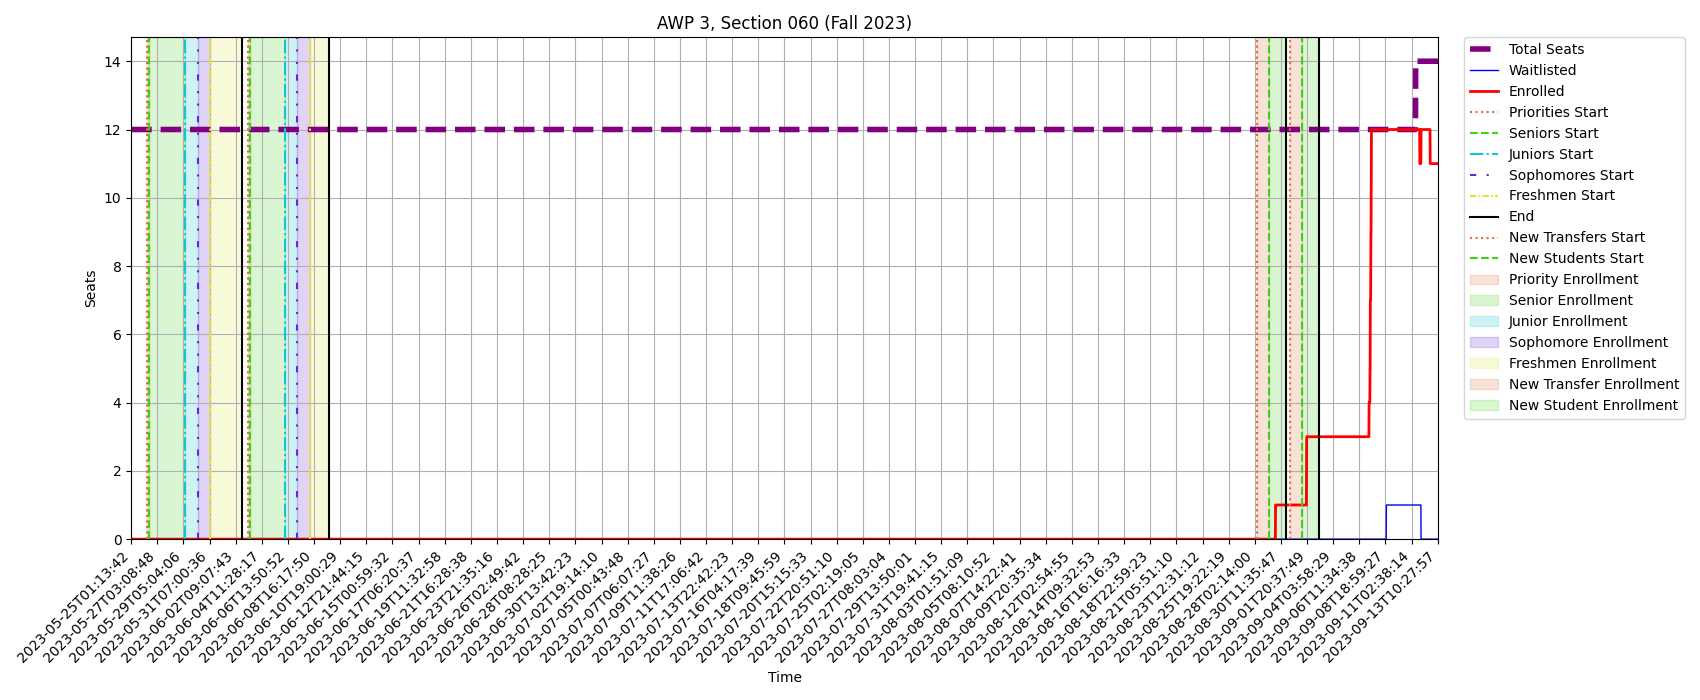 AWP 3, Section 060 (Fall 2023)
Seats
14
12
10
8
6
4
2
0
2023-05-25T01:13:42
2023-05-27T03:08:48
2023-05-29T05:04:06
2023-05-31T07:00:36
2023-06-02T09:07:43
2023-06-04T11:28:17
2023-06-06T13:50:52
2023-06-08T16:17:50
2023-06-10T19:00:29
2023-06-12T21:44:15
2023-06-15T00:59:32
2023-06-17T06:20:37
2023-06-19T11:32:58
2023-06-21T16:28:38
2023-06-23T21:35:16
2023-06-26T02:49:42
2023-06-28T08:28:25
2023-06-30T13:42:23
2023-07-02T19:14:10
2023-07-05T00:43:48
2023-07-07T06:07:27
2023-07-09T11:38:26
2023-07-11T17:06:42
2023-07-13T22:42:23
2023-07-16T04:17:39
2023-07-18T09:45:59
2023-07-20T15:15:33
2023-07-22T20:51:10
2023-07-25T02:19:05
2023-07-27T08:03:04
2023-07-29T13:50:01
2023-07-31T19:41:15
2023-08-03T01:51:09
2023-08-05T08:10:52
2023-08-07T14:22:41
2023-08-09T20:35:34
2023-08-12T02:54:55
2023-08-14T09:32:53
2023-08-16T16:16:33
2023-08-18T22:59:23
2023-08-21T05:51:10
2023-08-23T12:31:12
2023-08-25T19:22:19
2023-08-28T02:14:00
2023-08-30T11:35:47
2023-09-01T20:37:49
2023-09-04T03:58:29
2023-09-06T11:34:38
2023-09-08T18:59:27
2023-09-11T02:38:14
2023-09-13T10:27:57
Time
Total Seats
Waitlisted
Enrolled
Priorities Start
Seniors Start
Juniors Start
Sophomores Start
Freshmen Start
End
New Transfers Start
New Students Start
Priority Enrollment
Senior Enrollment
Junior Enrollment
Sophomore Enrollment
Freshmen Enrollment
New Transfer Enrollment
New Student Enrollment